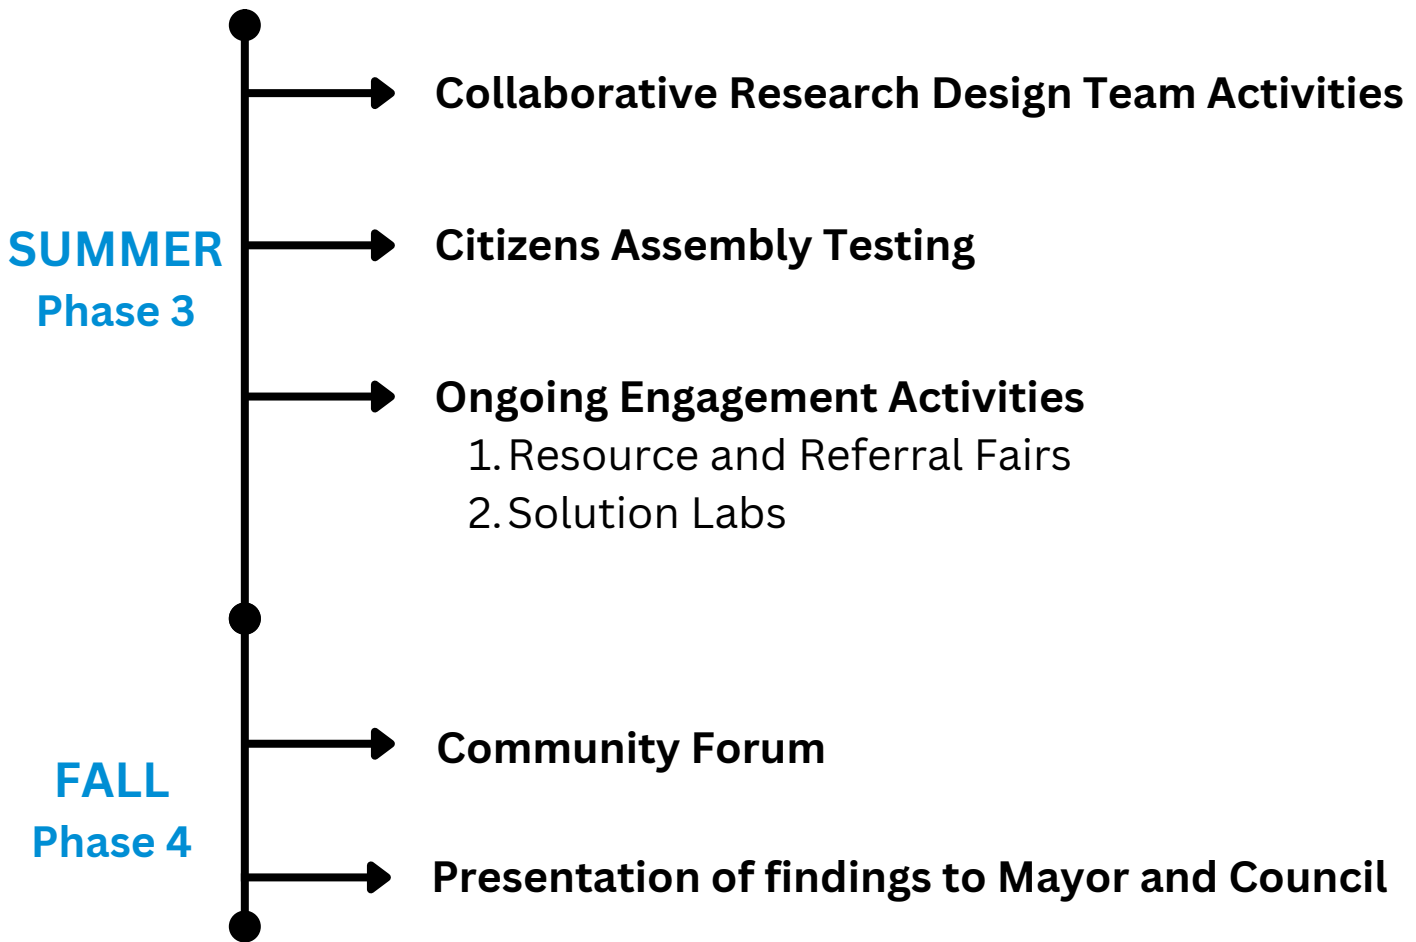 Collaborative Research Design Team Activities
SUMMER
Phase 3
Citizens Assembly Testing
Ongoing Engagement Activities
1. Resource and Referral Fairs
2. Solution Labs
FALL
Phase 4
Community Forum
Presentation of findings to Mayor and Council